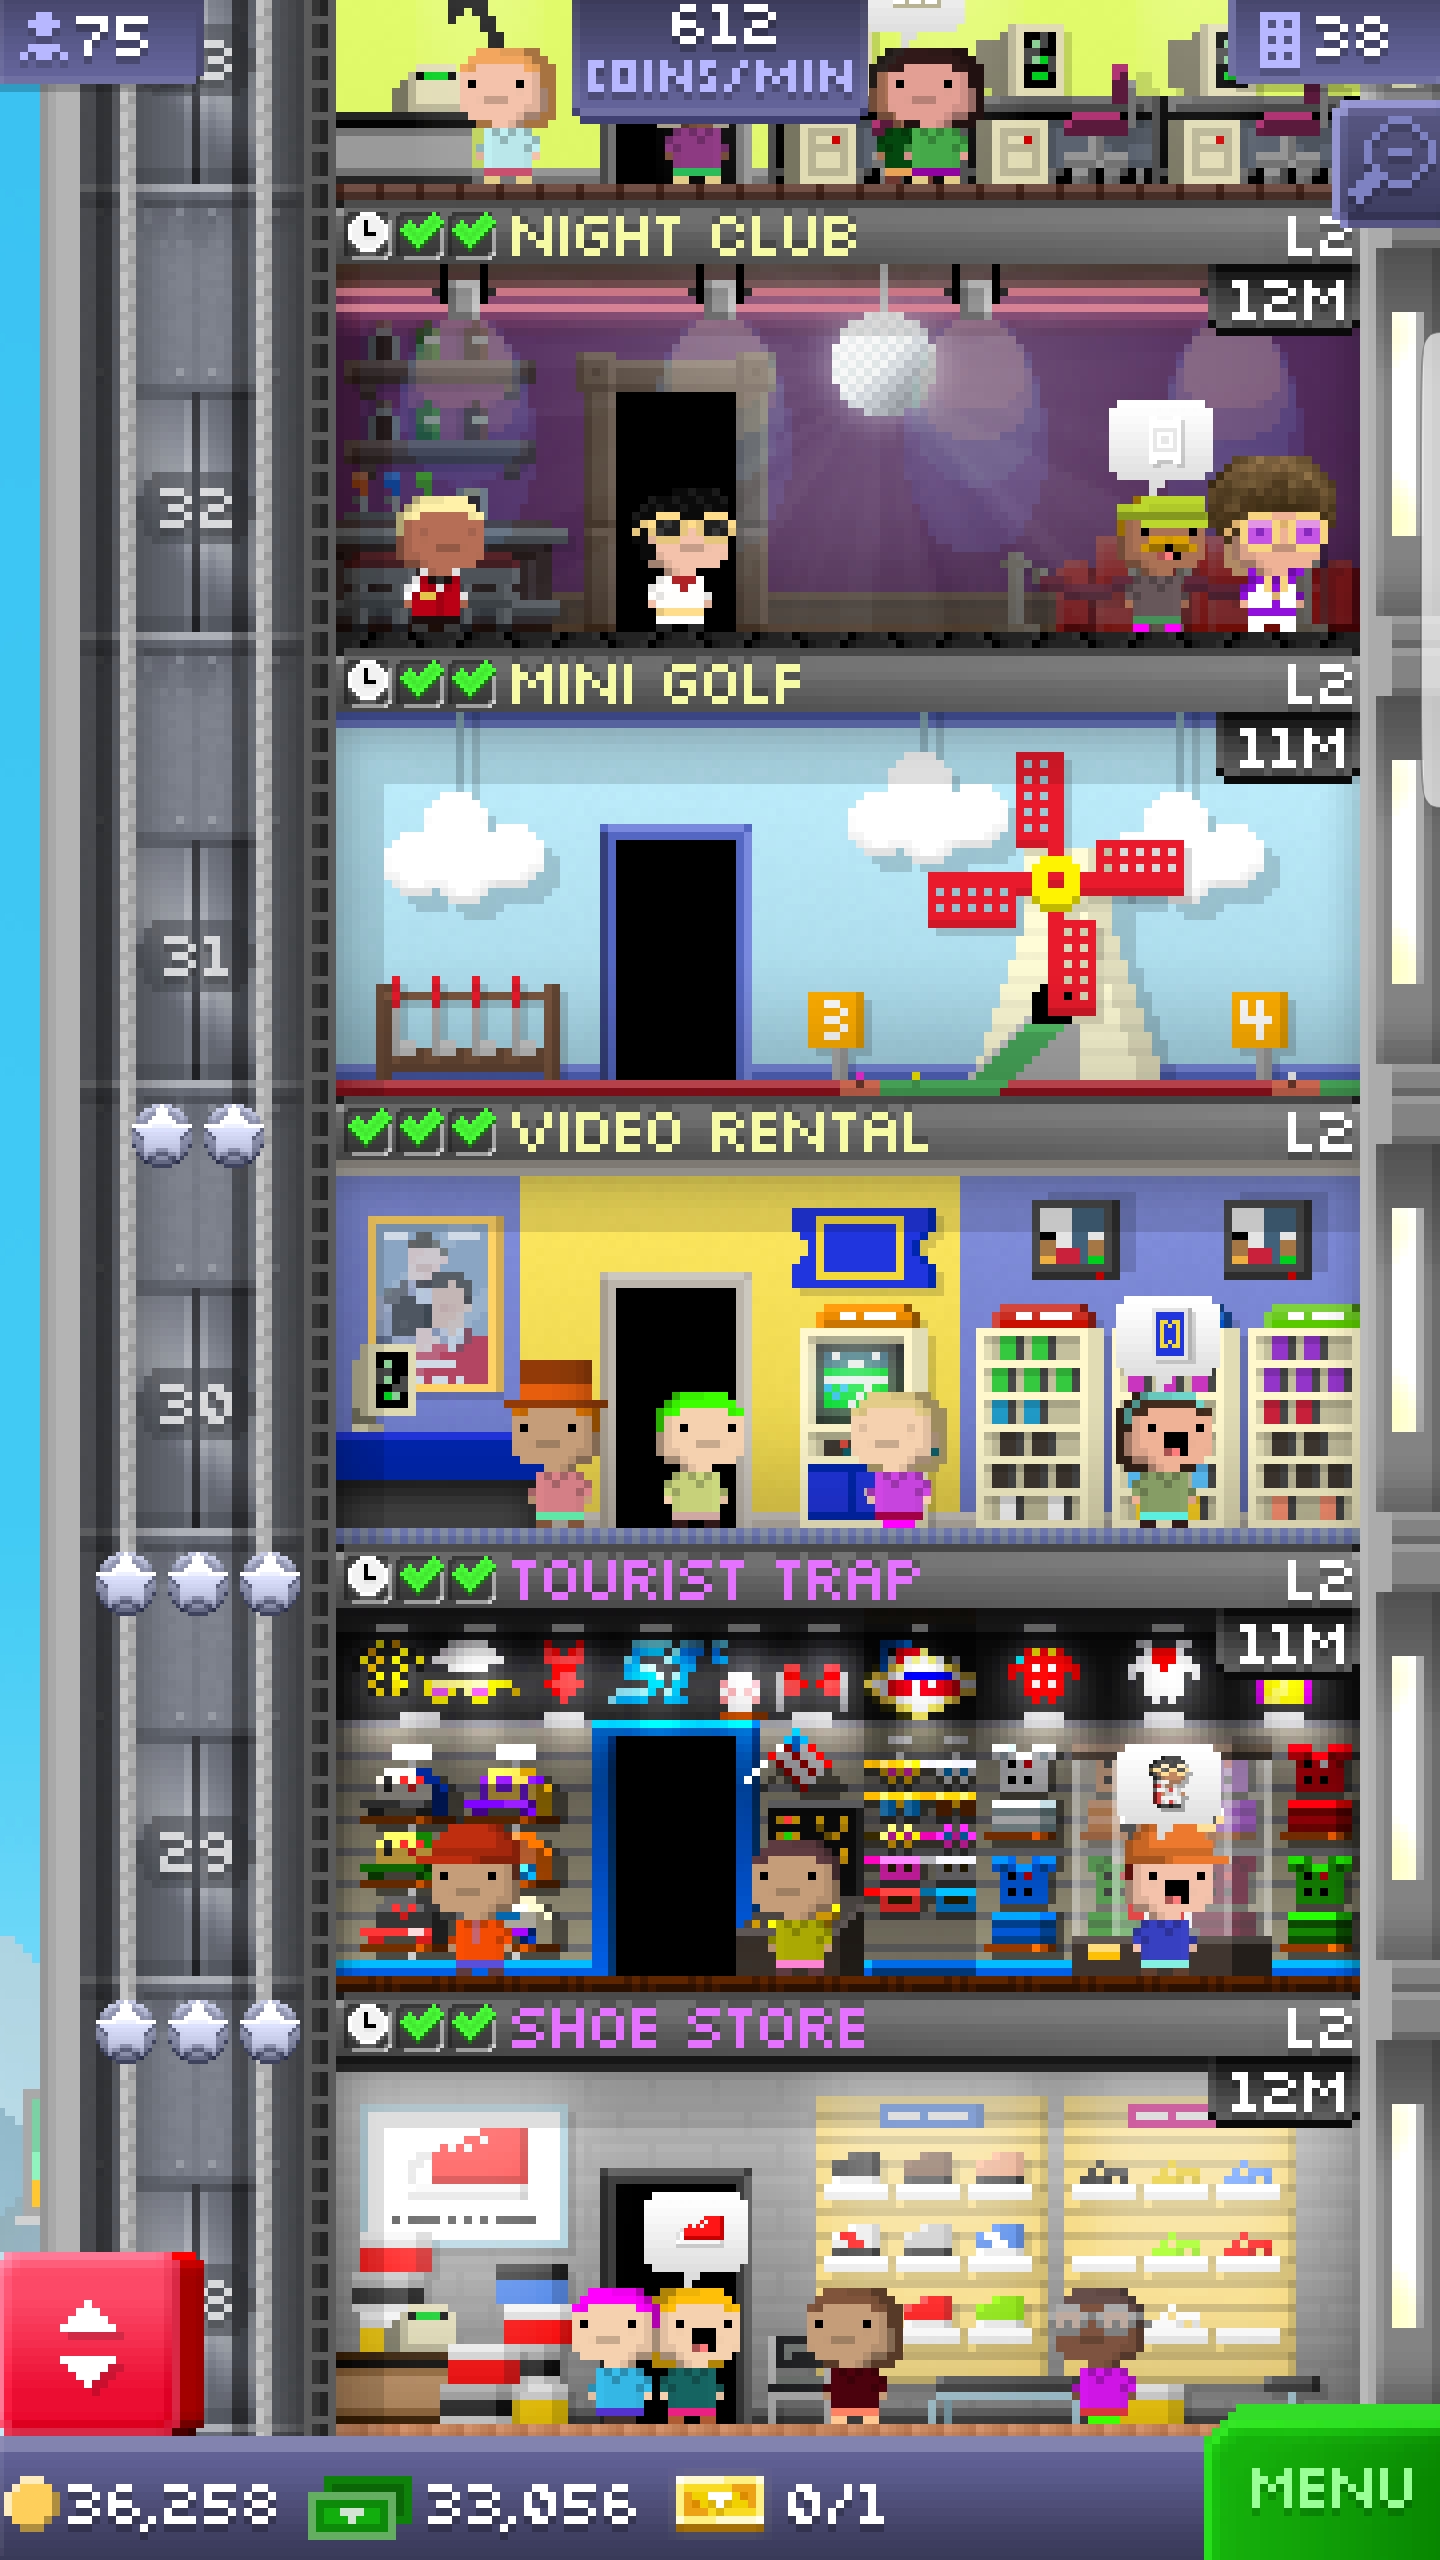 75
612
COINS/MIN
38
NIGHT CLUB L2
12M
32
MINI GOLF L2
11M
31
3
4
VIDEO RENTAL L2
30
TOURIST TRAP L2
11M
29
SHOE STORE L2
12M
8
36,258 33,056 0/1
MENU